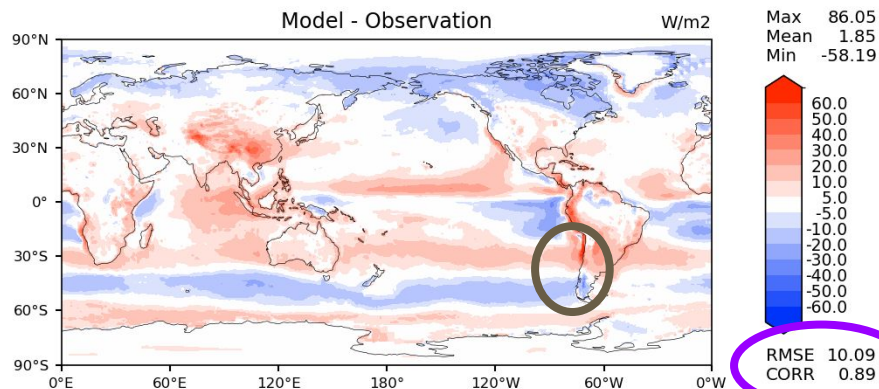 Model - Observation
W/m2
Max 86.05
Mean 1.85
Min -58.19
90°N
60°N
30°N
0°
30°S
60°S
90°S
0°E
60°E
120°E
180°W
120°W
60°W
0°W
60.0
50.0
40.0
30.0
20.0
10.0
5.0
-5.0
-10.0
-20.0
-30.0
-40.0
-50.0
-60.0
RMSE 10.09
CORR 0.89